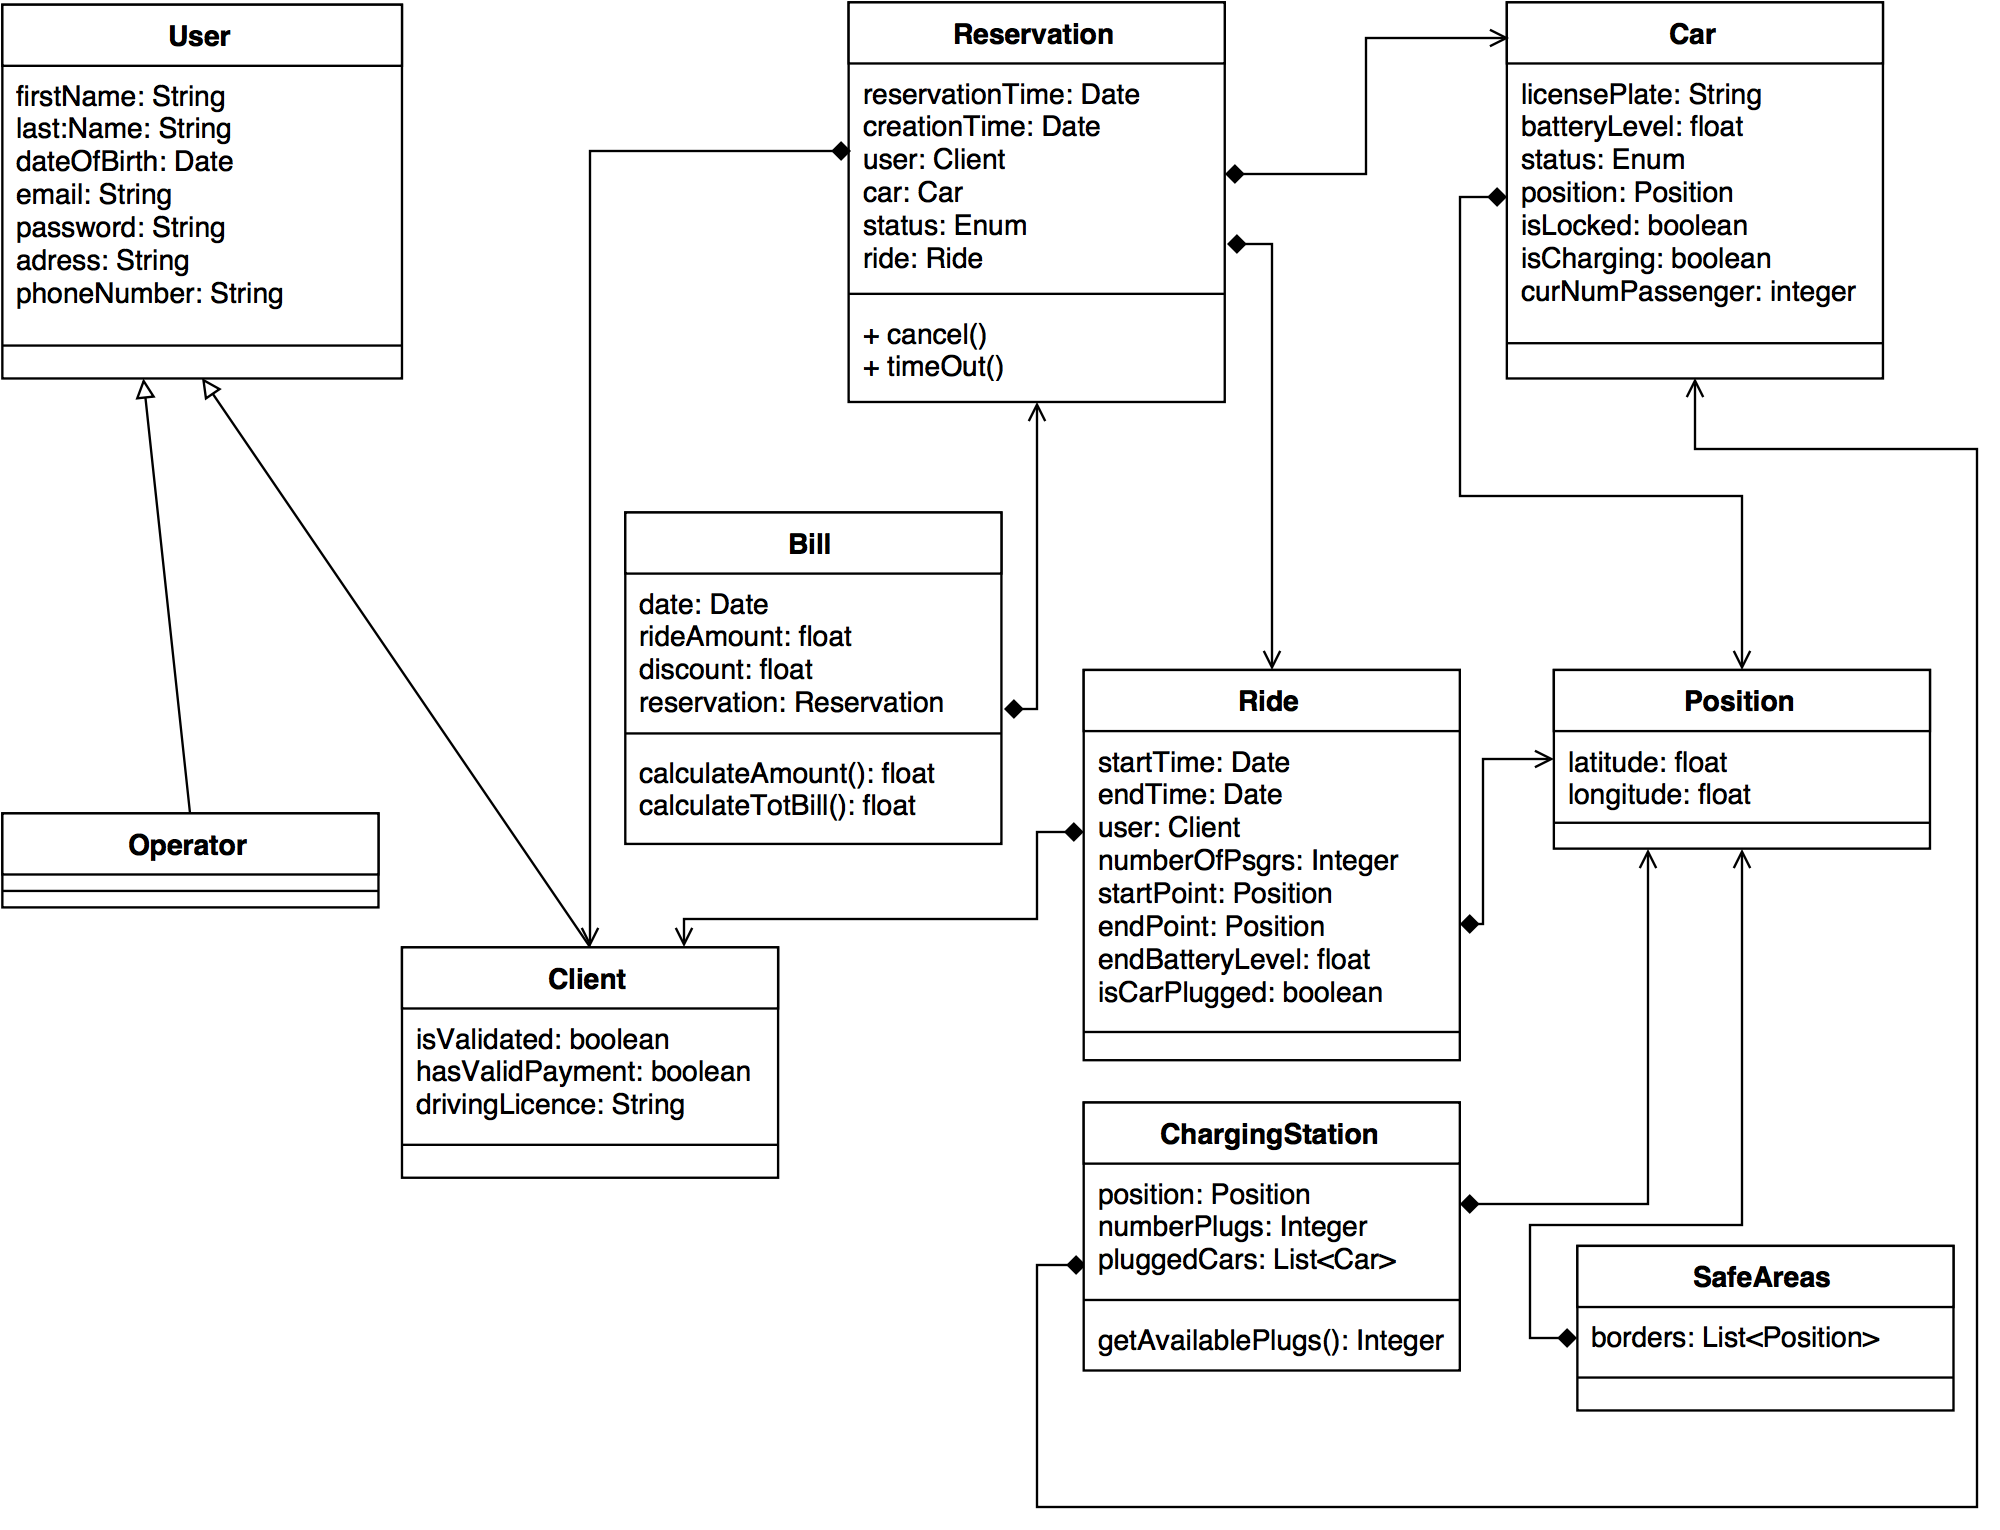 User
firstName: String
last:Name: String
dateOfBirth: Date
email: String
password: String
adress: String
phoneNumber: String
Reservation
reservationTime: Date
creationTime: Date
user: Client
car: Car
status: Enum
ride: Ride
+ cancel()
+ timeOut()
Car
licensePlate: String
batteryLevel: float
status: Enum
position: Position
isLocked: boolean
isCharging: boolean
curNumPassenger: integer
Bill
date: Date
rideAmount: float
discount: float
reservation: Reservation
calculateAmount(): float
calculateTotBill(): float
Ride
startTime: Date
endTime: Date
user: Client
numberOfPsgrs: Integer
startPoint: Position
endPoint: Position
endBatteryLevel: float
isCarPlugged: boolean
Position
latitude: float
longitude: float
Operator
Client
isValidated: boolean
hasValidPayment: boolean
drivingLicence: String
ChargingStation
position: Position
numberPlugs: Integer
pluggedCars: List<Car>
getAvailablePlugs(): Integer
SafeAreas
borders: List<Position>